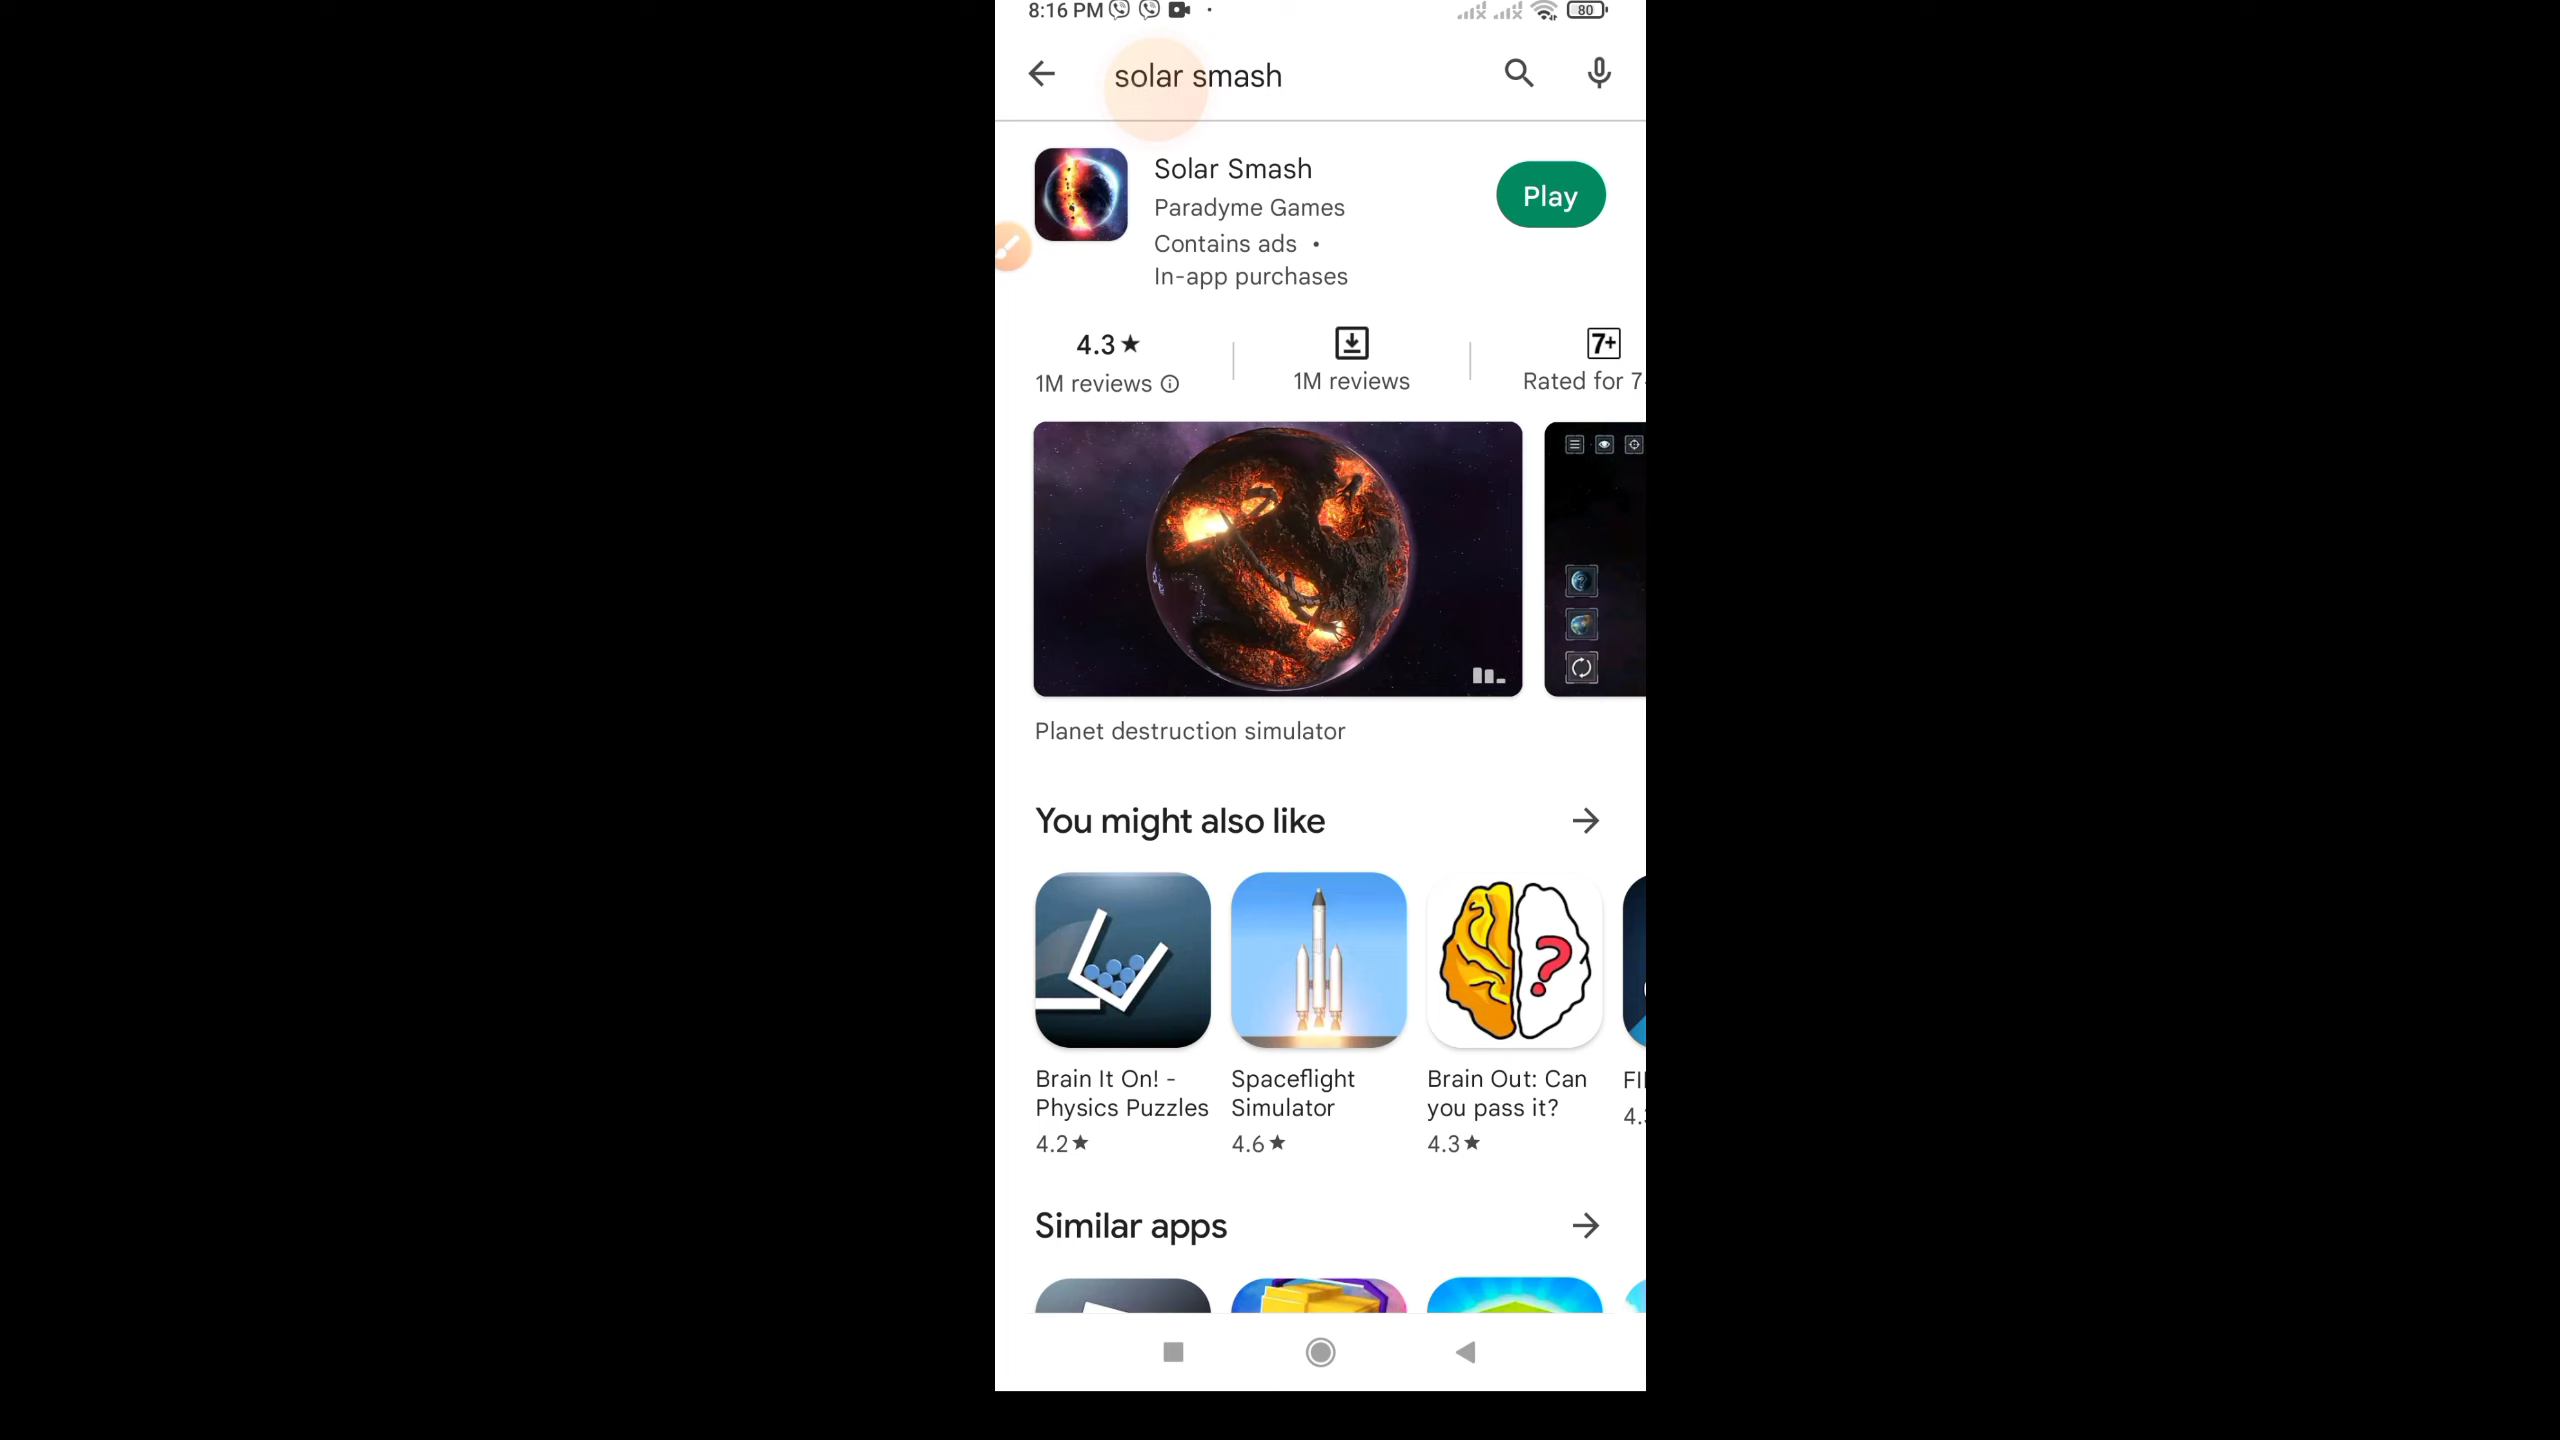 8:16 PM
80
solar smash
Solar Smash
Paradyme Games
Contains ads •
In-app purchases
Play
4.3★
1M reviews
1M reviews
7+
Rated for 7
Planet destruction simulator
You might also like
Brain It On! -
Physics Puzzles
4.2★
Spaceflight
Simulator
4.6★
Brain Out: Can
you pass it?
4.3★
4.
Similar apps